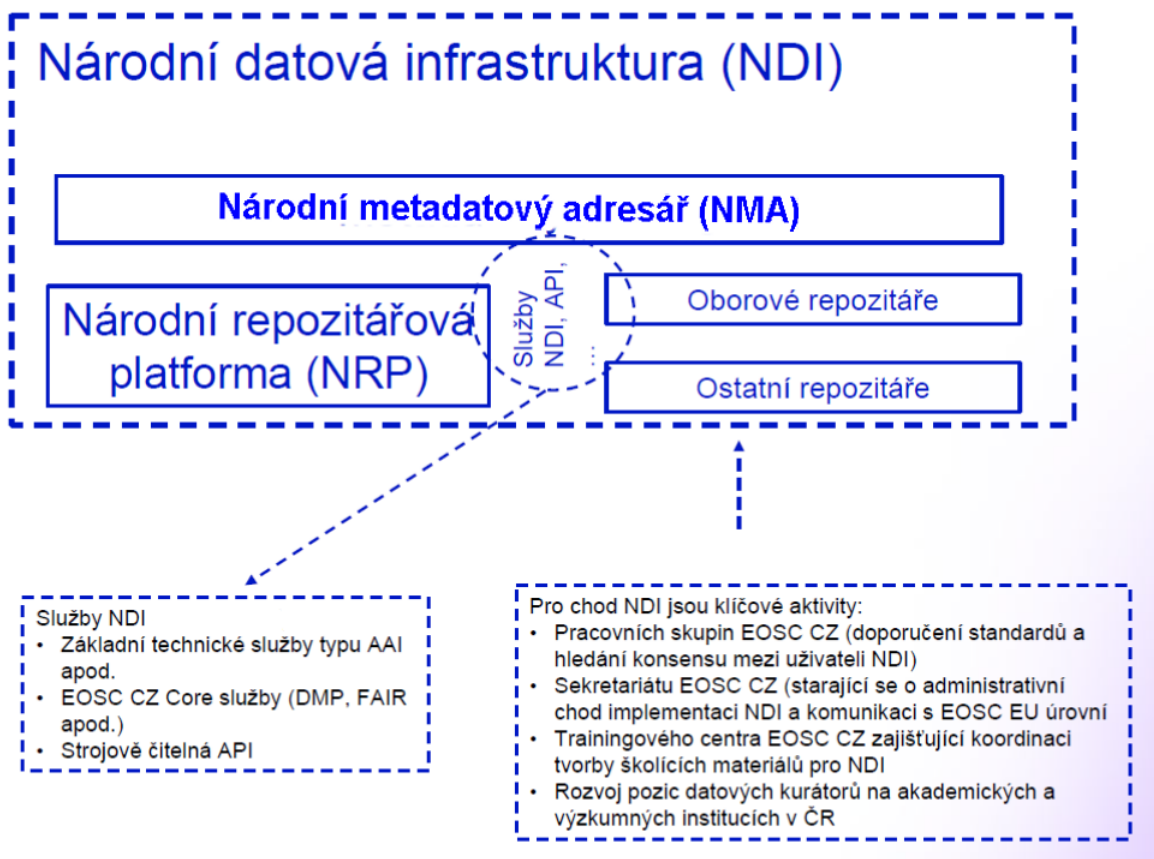 Národní datová infrastruktura (NDI)
Národní metadatový adresář (NMA)
Národní repozitářová
platforma (NRP)
Služby
NDI, API,
...
Oborové repozitáře
Ostatní repozitáře
Služby NDI
• Základní technické služby typu AAI
apod.
• EOSC CZ Core služby (DMP, FAIR
apod.)
• Strojově čitelná API
Pro chod NDI jsou klíčové aktivity:
• Pracovních skupin EOSC CZ (doporučení standardů a
hledání konsensu mezi uživateli NDI)
• Sekretariátu EOSC CZ (starající se o administrativní
chod implementaci NDI a komunikaci s EOSC EU úrovní
• Trainingového centra EOSC CZ zajišťující koordinaci
tvorby školících materiálů pro NDI
• Rozvoj pozic datových kurátorů na akademických a
výzkumných institucích v ČR